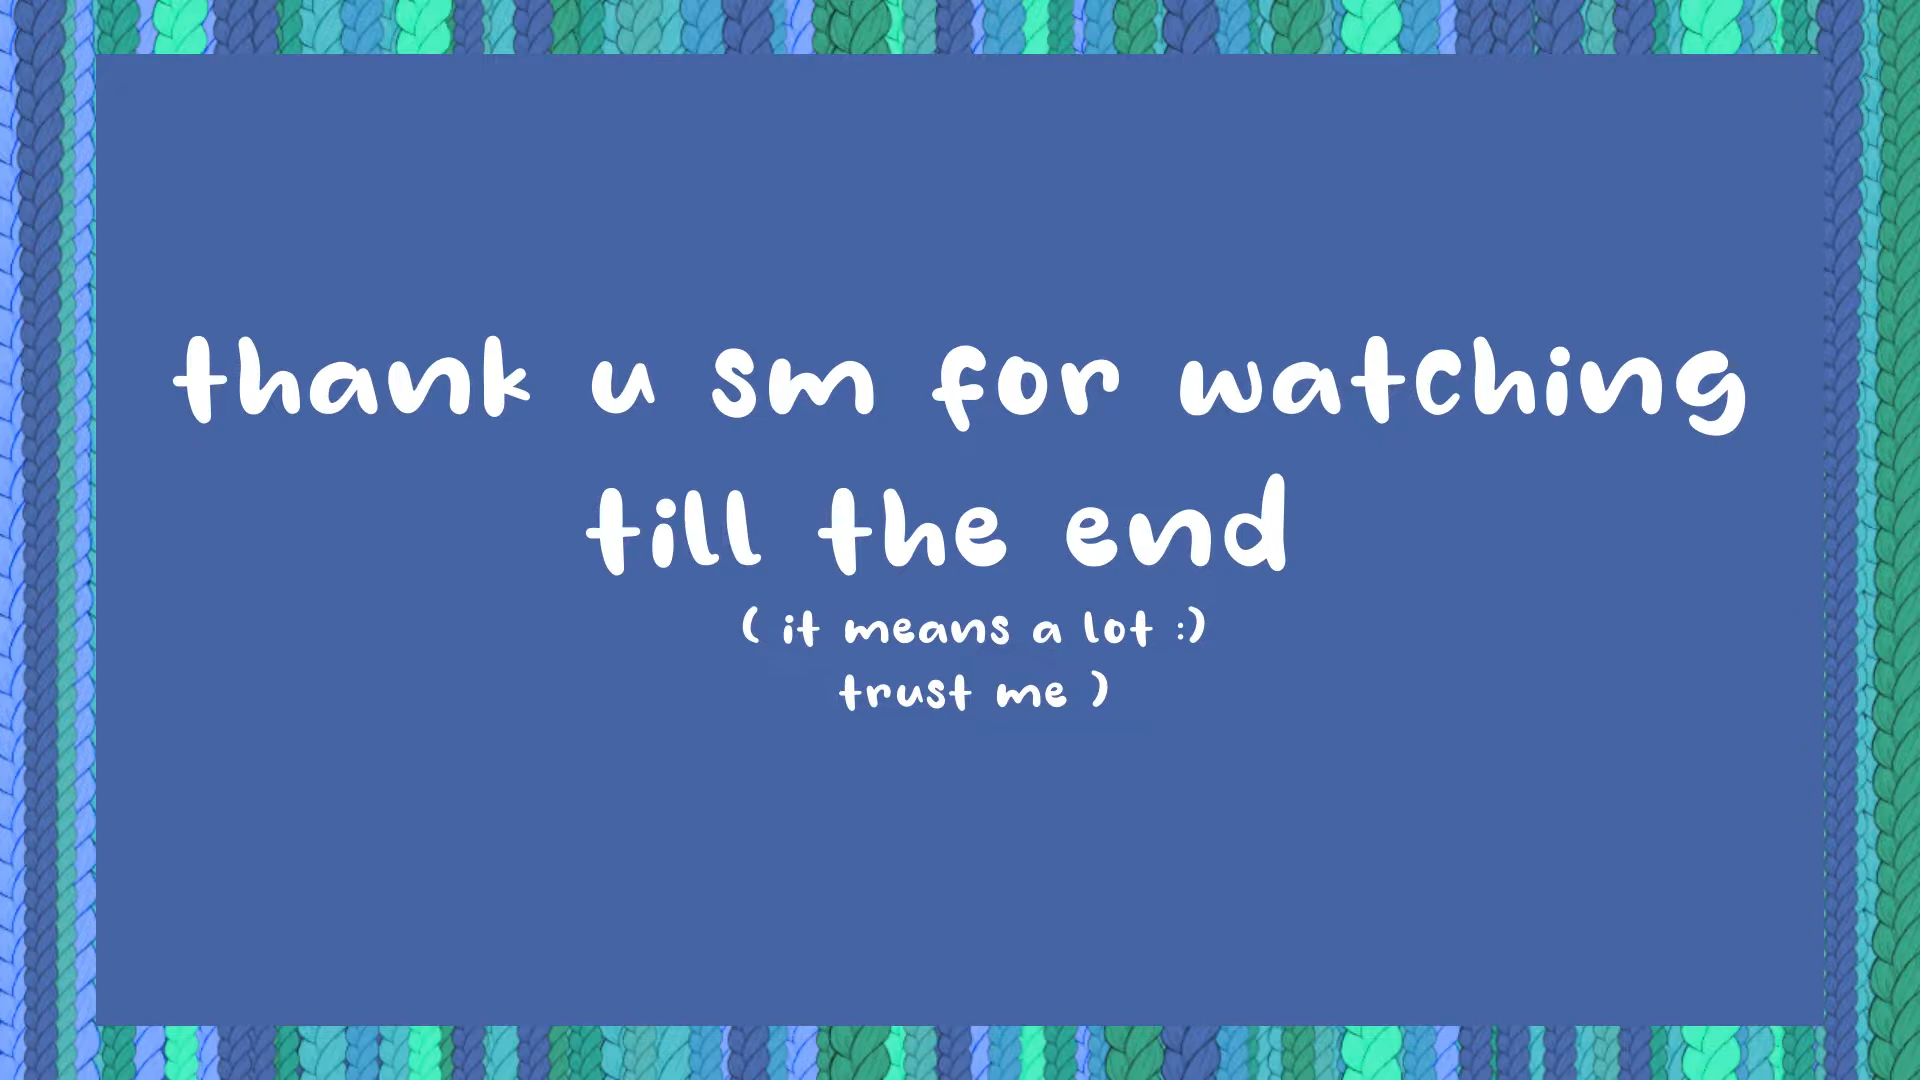 thank u sm for watching
till the end
( it means a lot :)
trust me )